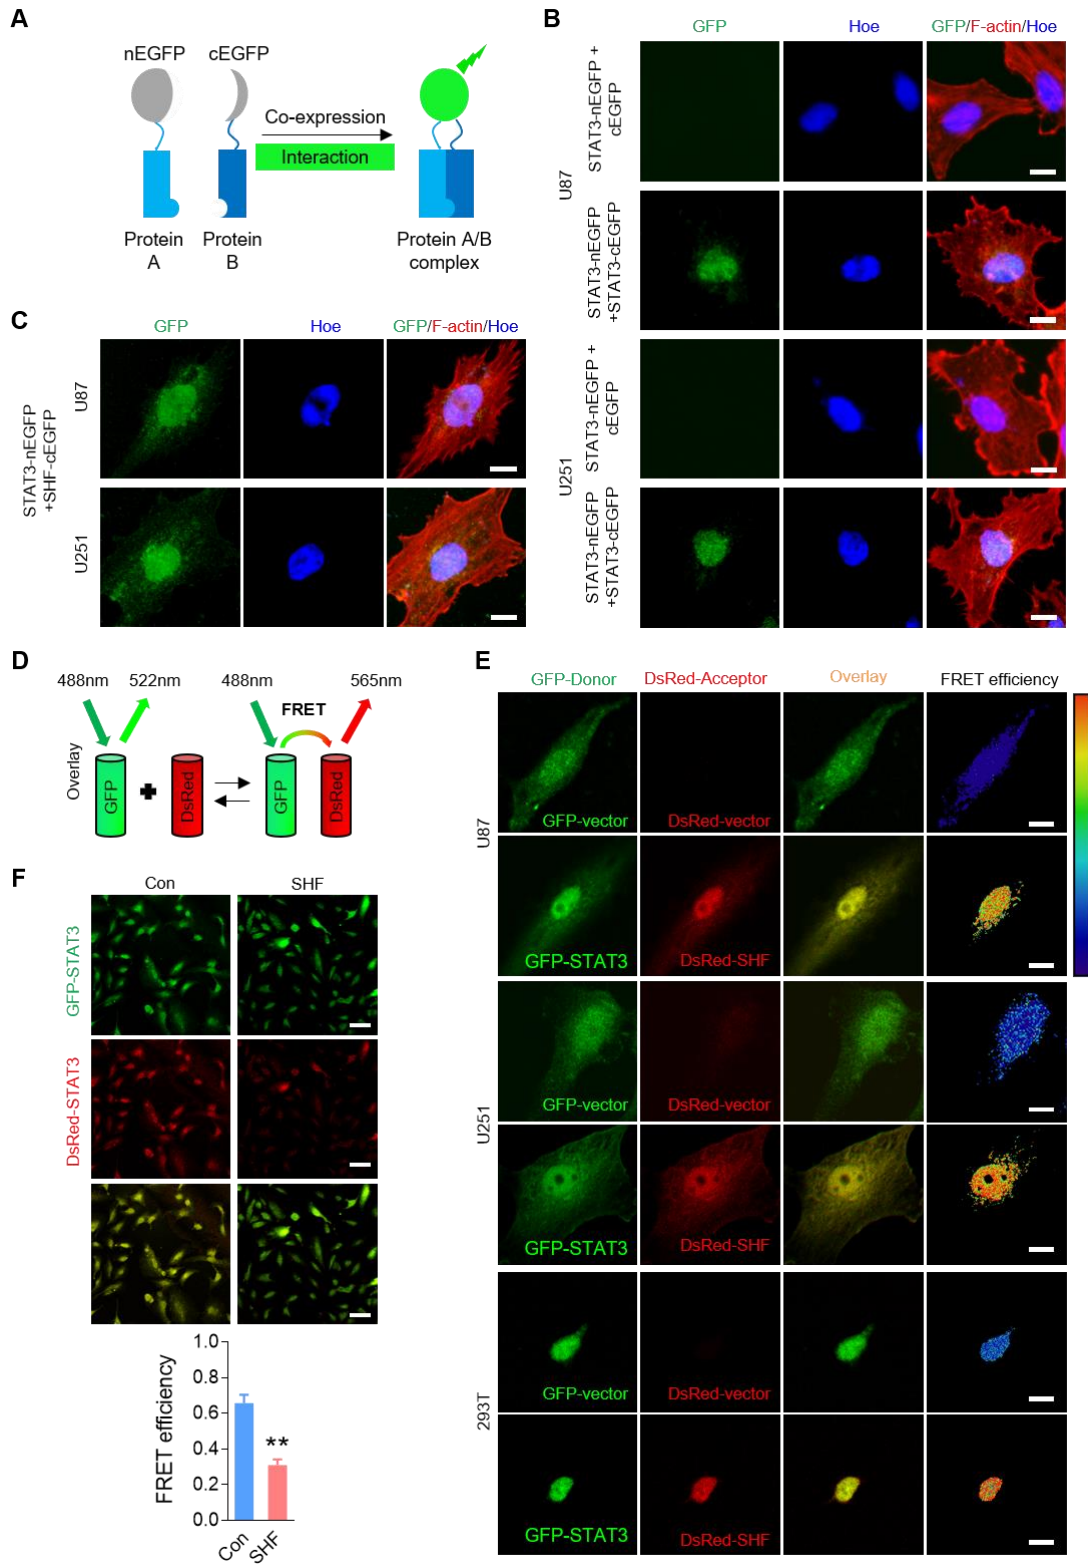 A
nEGFP
cEGFP
Co-expression
Interaction
Protein
A
Protein
B
Protein A/B
complex
B
GFP
Hoe
GFP/F-actin/Hoe
U87
STAT3-nEGFP +
cEGFP
STAT3-nEGFP
+STAT3-cEGFP
U251
STAT3-nEGFP +
cEGFP
STAT3-nEGFP
+STAT3-cEGFP
C
GFP
Hoe
GFP/F-actin/Hoe
STAT3-nEGFP
+SHF-cEGFP
U87
U251
D
488nm
522nm
488nm
565nm
FRET
Overlay
GFP
DsRed
GFP
DsRed
E
GFP-Donor
DsRed-Acceptor
Overlay
FRET efficiency
U87
GFP-vector
DsRed-vector
GFP-STAT3
DsRed-SHF
U251
GFP-vector
DsRed-vector
GFP-STAT3
DsRed-SHF
293T
GFP-vector
DsRed-vector
GFP-STAT3
DsRed-SHF
F
Con
SHF
GFP-STAT3
DsRed-STAT3
FRET efficiency
1.0
0.8
0.6
0.4
0.2
0.0
**
Con
SHF